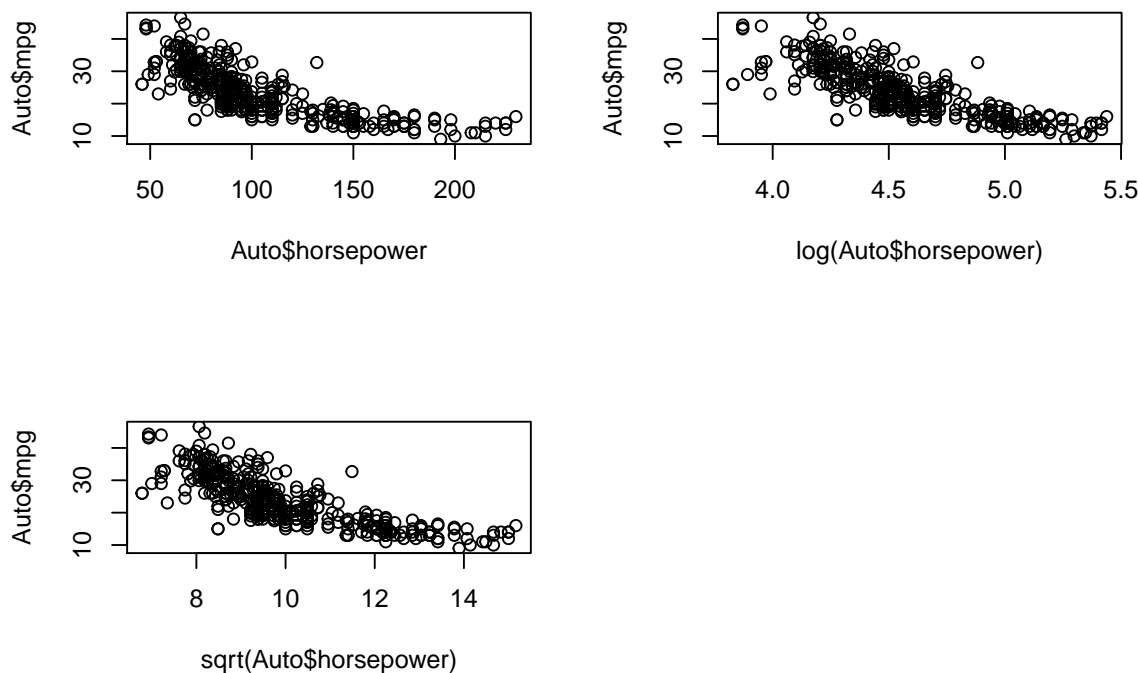 Auto$mpg
10 30
50 100 150 200
Auto$horsepower
Auto$mpg
10 30
4.0 4.5 5.0 5.5
log(Auto$horsepower)
Auto$mpg
10 30
8 10 12 14
sqrt(Auto$horsepower)